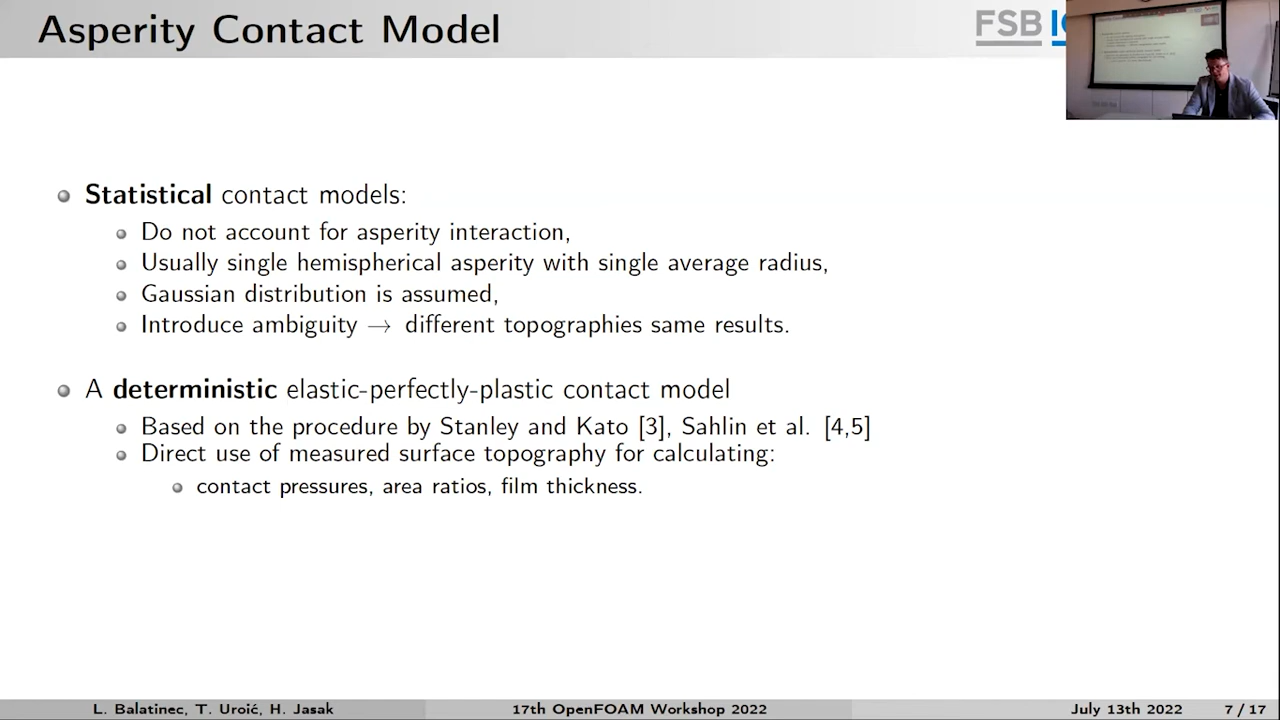 Asperity Contact Model
FSB
Statistical contact models:
Do not account for asperity interaction,
Usually single hemispherical asperity with single average radius,
Gaussian distribution is assumed,
Introduce ambiguity → different topographies same results.
A deterministic elastic-perfectly-plastic contact model
Based on the procedure by Stanley and Kato [3], Sahlin et al. [4,5]
Direct use of measured surface topography for calculating:
contact pressures, area ratios, film thickness.
L. Balatinec, T. Uroić, H. Jasak
17th OpenFOAM Workshop 2022
July 13th 2022
7 / 17